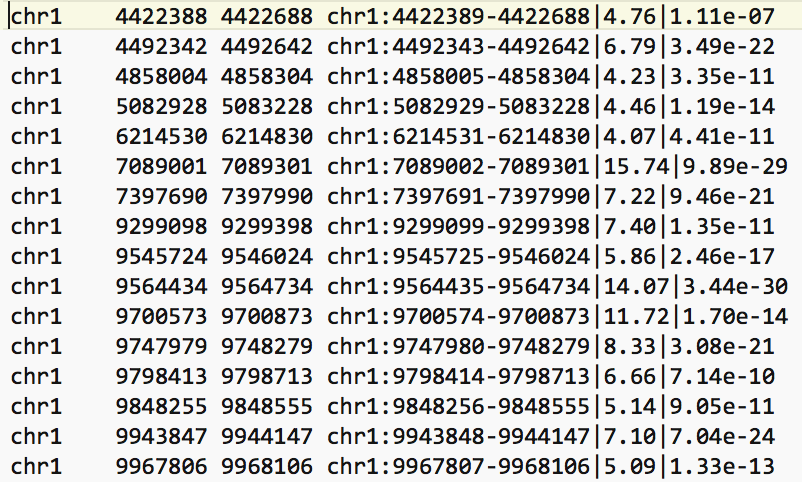 chr1 4422388 4422688 chr1:4422389-4422688|4.76|1.11e-07
chr1 4492342 4492642 chr1:4492343-4492642|6.79|3.49e-22
chr1 4858004 4858304 chr1:4858005-4858304|4.23|3.35e-11
chr1 5082928 5083228 chr1:5082929-5083228|4.46|1.19e-14
chr1 6214530 6214830 chr1:6214531-6214830|4.07|4.41e-11
chr1 7089001 7089301 chr1:7089002-7089301|15.74|9.89e-29
chr1 7397690 7397990 chr1:7397691-7397990|7.22|9.46e-21
chr1 9299098 9299398 chr1:9299099-9299398|7.40|1.35e-11
chr1 9545724 9546024 chr1:9545725-9546024|5.86|2.46e-17
chr1 9564434 9564734 chr1:9564435-9564734|14.07|3.44e-30
chr1 9700573 9700873 chr1:9700574-9700873|11.72|1.70e-14
chr1 9747979 9748279 chr1:9747980-9748279|8.33|3.08e-21
chr1 9798413 9798713 chr1:9798414-9798713|6.66|7.14e-10
chr1 9848255 9848555 chr1:9848256-9848555|5.14|9.05e-11
chr1 9943847 9944147 chr1:9943848-9944147|7.10|7.04e-24
chr1 9967806 9968106 chr1:9967807-9968106|5.09|1.33e-13